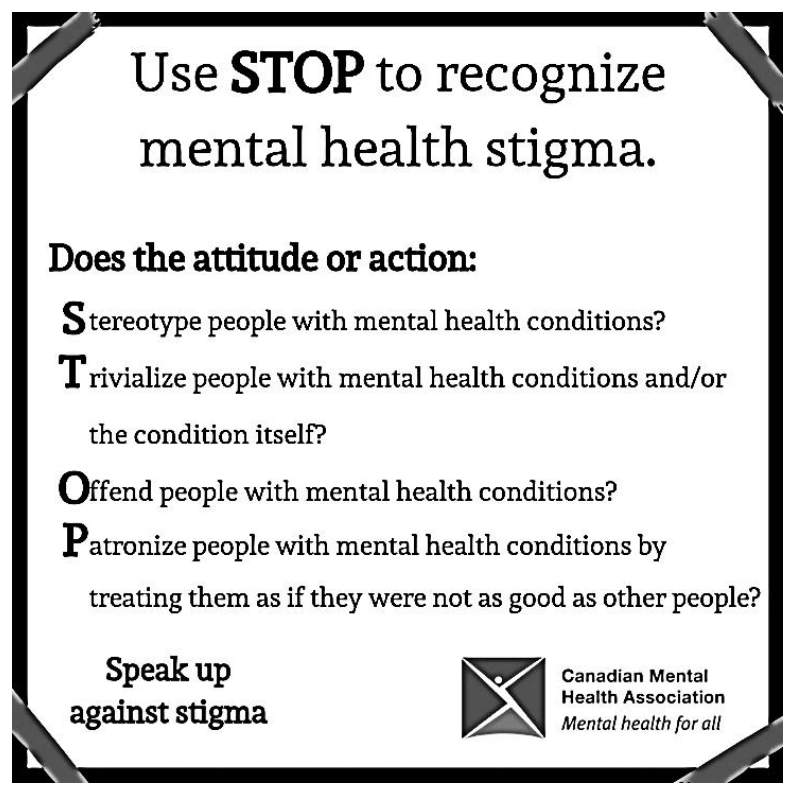 Use STOP to recognize
mental health stigma.
Does the attitude or action:
Stereotype people with mental health conditions?
Trivialize people with mental health conditions and/or
the condition itself?
Offend people with mental health conditions?
Patronize people with mental health conditions by
treating them as if they were not as good as other people?
Speak up
against stigma
Canadian Mental
Health Association
Mental health for all